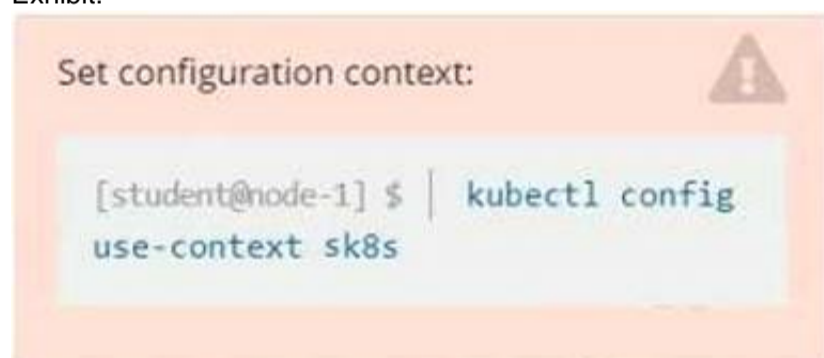 Exhibit:
Set configuration context:
[student@node-1] $ | kubectl config
use-context sk8s